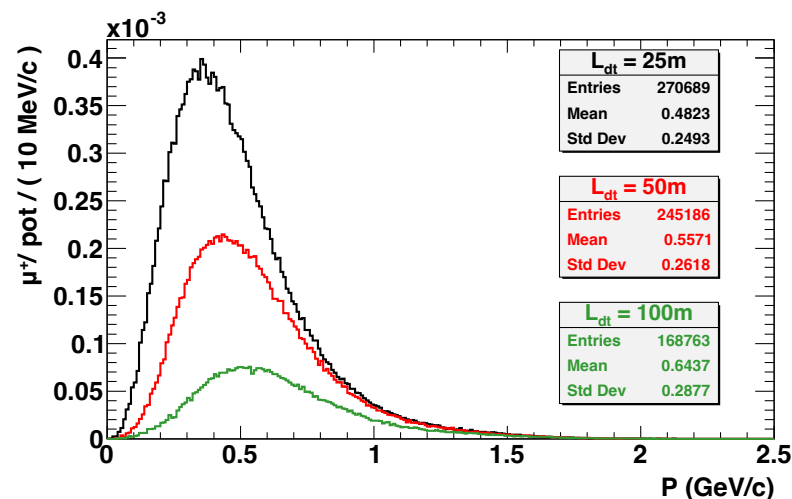 x10⁻³
μ⁺/ pot / ( 10 MeV/c )
0.4
0.35
0.3
0.25
0.2
0.15
0.1
0.05
0
L_dt = 25m
Entries 270689
Mean 0.4823
Std Dev 0.2493
L_dt = 50m
Entries 245186
Mean 0.5571
Std Dev 0.2618
L_dt = 100m
Entries 168763
Mean 0.6437
Std Dev 0.2877
0 0.5 1 1.5 2 2.5
P (GeV/c)